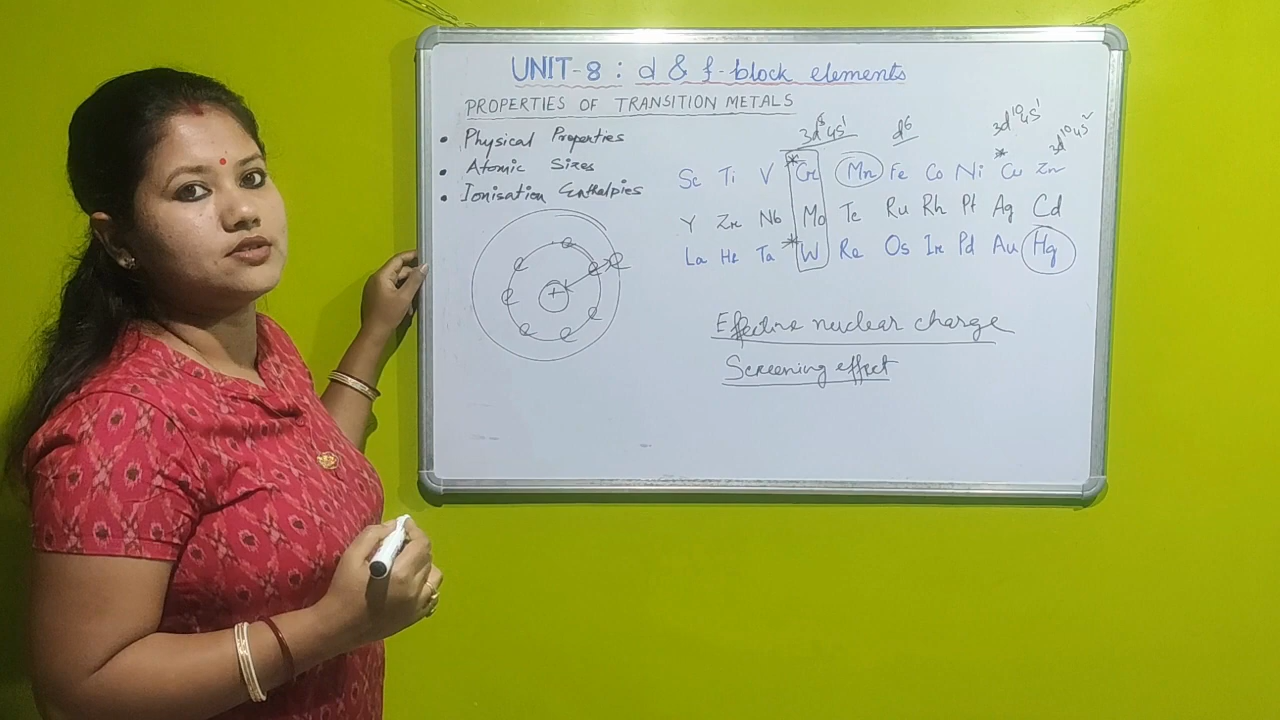 UNIT-8 : d & f-block elements
PROPERTIES OF TRANSITION METALS
• Physical Properties
• Atomic Sizes
• Ionisation Enthalpies
3d⁵4s¹ d⁶ 3d¹⁰4s¹ 3d¹⁰4s²
Sc Ti V *Cr Mn Fe Co Ni *Cu Zn
Y Zr Nb Mo Tc Ru Rh Pt Ag Cd
La Hf Ta *W Re Os Ir Pd Au Hg
e e e e e e e e
+
Effective nuclear charge
Screening effect